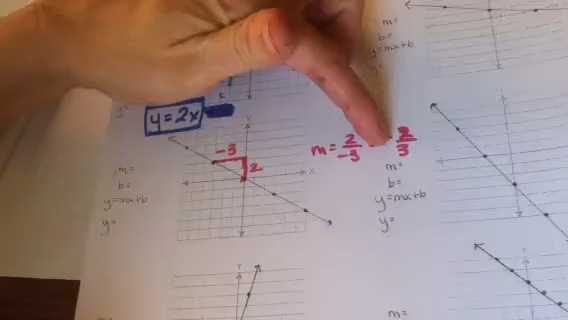 m=
b=
y=mx+b
y=
y=2x
Y
-3
2
X
m = 2/-3 = -2/3
m=
b=
y=mx+b
y=
m=
b=
y=mx+b
y=
Y
Y
m=